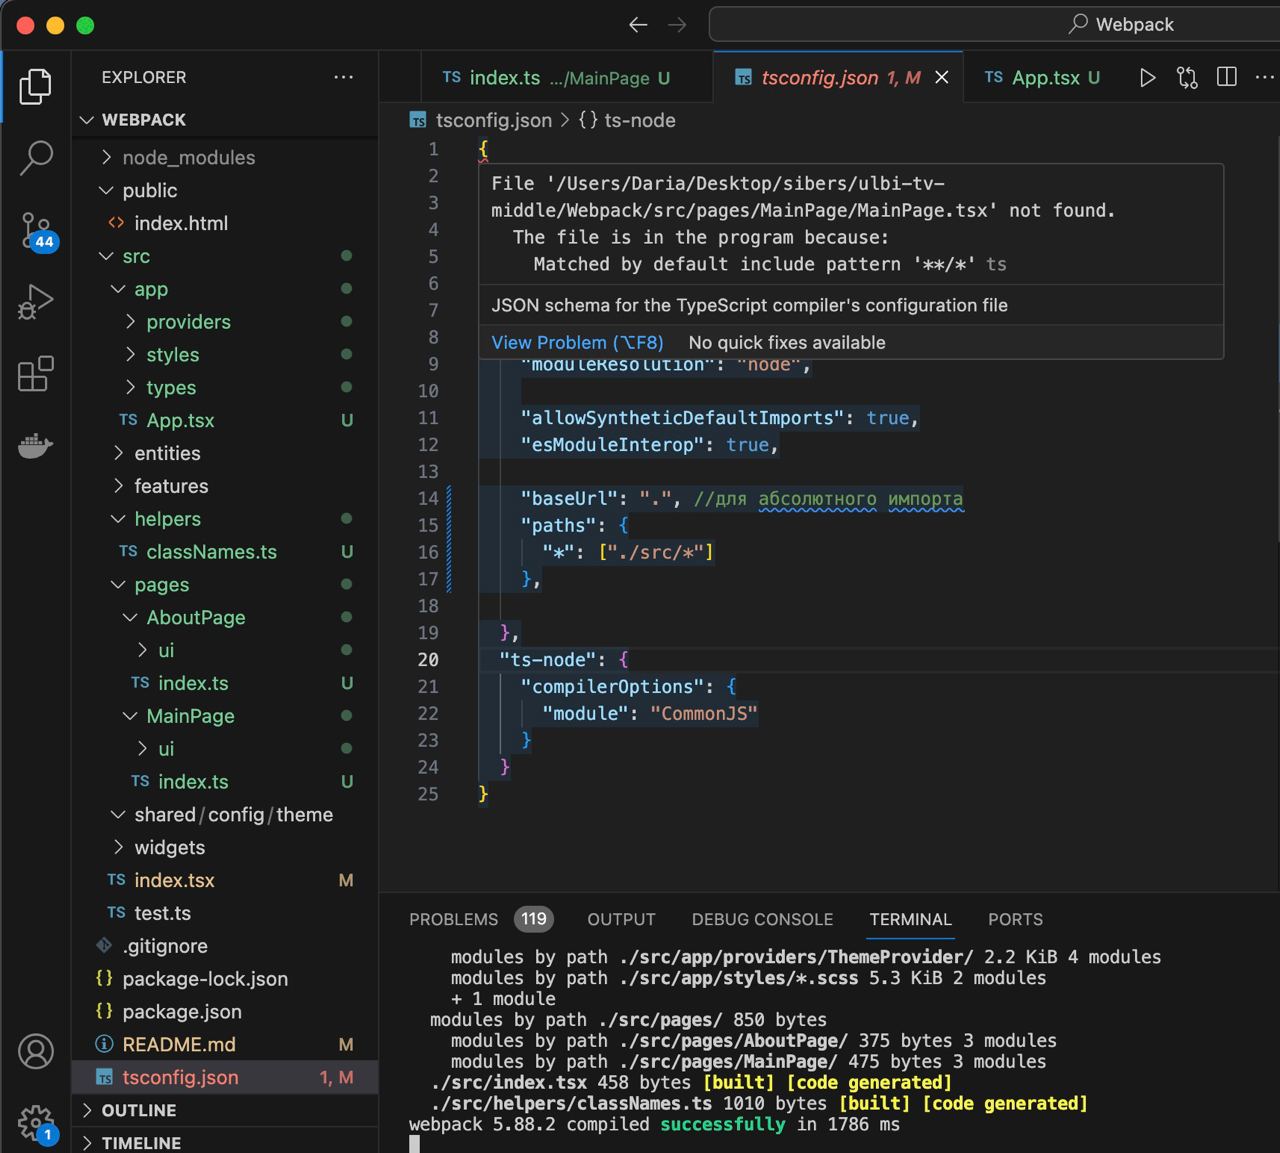 Webpack
EXPLORER
WEBPACK
node_modules
public
<> index.html
src
app
providers
styles
types
TS App.tsx U
entities
features
helpers
TS classNames.ts U
pages
AboutPage
ui
TS index.ts U
MainPage
ui
TS index.ts U
shared/config/theme
widgets
TS index.tsx M
TS test.ts
.gitignore
{} package-lock.json
{} package.json
README.md M
TS tsconfig.json 1, M
OUTLINE
TIMELINE
44
1
TS index.ts .../MainPage U
TS tsconfig.json 1, M
TS App.tsx U
TS tsconfig.json > {} ts-node
1 {
2
3
4
5
6
7
8
File '/Users/Daria/Desktop/sibers/ulbi-tv-
middle/Webpack/src/pages/MainPage/MainPage.tsx' not found.
The file is in the program because:
Matched by default include pattern '**/*' ts
JSON schema for the TypeScript compiler's configuration file
View Problem (⌥F8) No quick fixes available
9 "moduleResolution": "node",
10
11 "allowSyntheticDefaultImports": true,
12 "esModuleInterop": true,
13
14 "baseUrl": ".", //для абсолютного импорта
15 "paths": {
16 "*": ["./src/*"]
17 },
18
19 },
20 "ts-node": {
21 "compilerOptions": {
22 "module": "CommonJS"
23 }
24 }
25 }
PROBLEMS 119 OUTPUT DEBUG CONSOLE TERMINAL PORTS
modules by path ./src/app/providers/ThemeProvider/ 2.2 KiB 4 modules
modules by path ./src/app/styles/*.scss 5.3 KiB 2 modules
+ 1 module
modules by path ./src/pages/ 850 bytes
modules by path ./src/pages/AboutPage/ 375 bytes 3 modules
modules by path ./src/pages/MainPage/ 475 bytes 3 modules
./src/index.tsx 458 bytes [built] [code generated]
./src/helpers/classNames.ts 1010 bytes [built] [code generated]
webpack 5.88.2 compiled successfully in 1786 ms